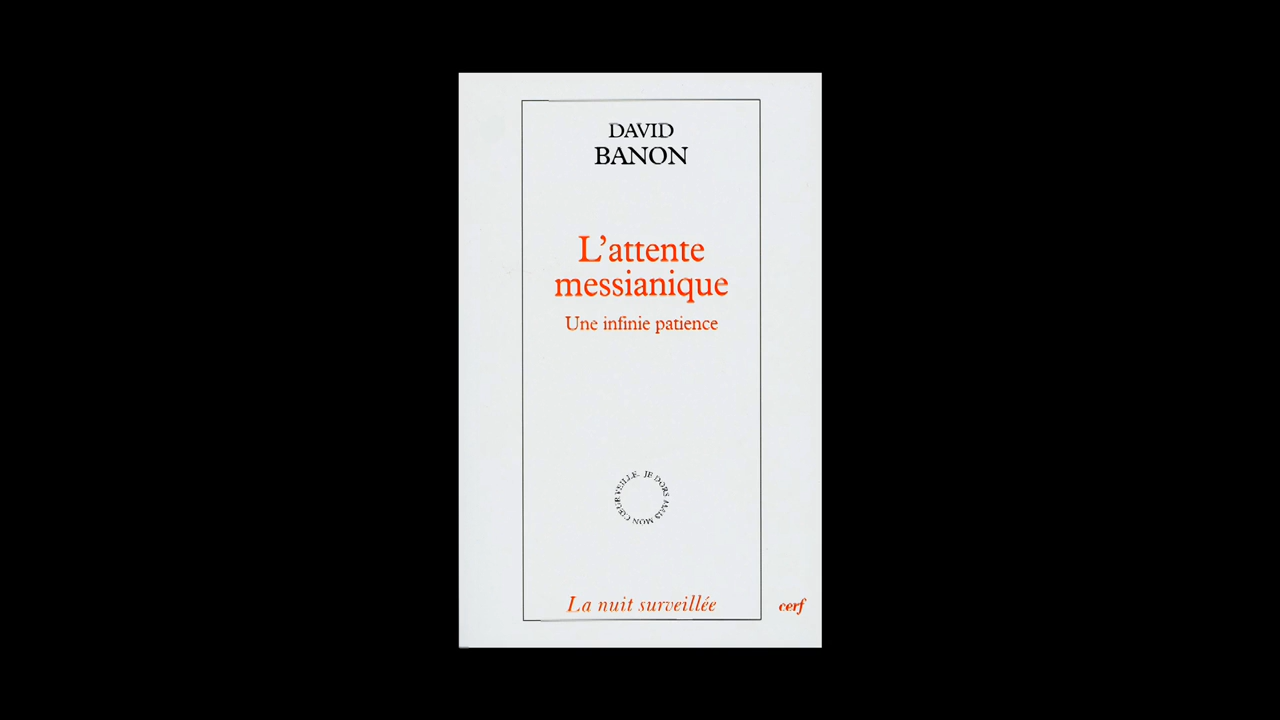 DAVID
BANON
L'attente
messianique
Une infinie patience
JE DORS MAIS MON CŒUR VEILLE-
La nuit surveillée
cerf